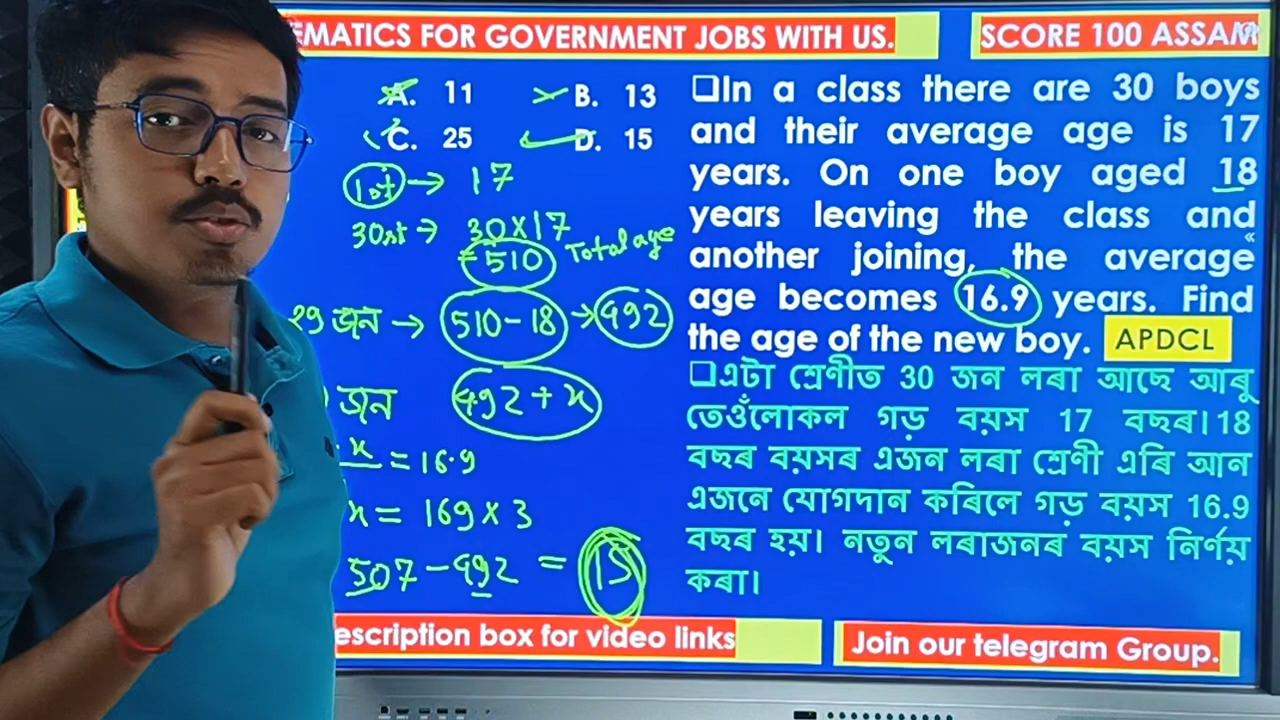 EMATICS FOR GOVERNMENT JOBS WITH US.
SCORE 100 ASSAM
A. 11 B. 13
C. 25 D. 15
1st → 17
30st → 30×17
= 510 Total age
29 জন → 510-18 → 492
জন 492+x
x = 16.9
x = 169×3
507-492 = 15
❑In a class there are 30 boys
and their average age is 17
years. On one boy aged 18
years leaving the class and
another joining, the average
age becomes 16.9 years. Find
the age of the new boy. APDCL
❑এটা শ্ৰেণীত 30 জন লৰা আছে আৰু
তেওঁলোকল গড় বয়স 17 বছৰ।18
বছৰ বয়সৰ এজন লৰা শ্ৰেণী এৰি আন
এজনে যোগদান কৰিলে গড় বয়স 16.9
বছৰ হয়। নতুন লৰাজনৰ বয়স নিৰ্ণয়
কৰা।
escription box for video links
Join our telegram Group.